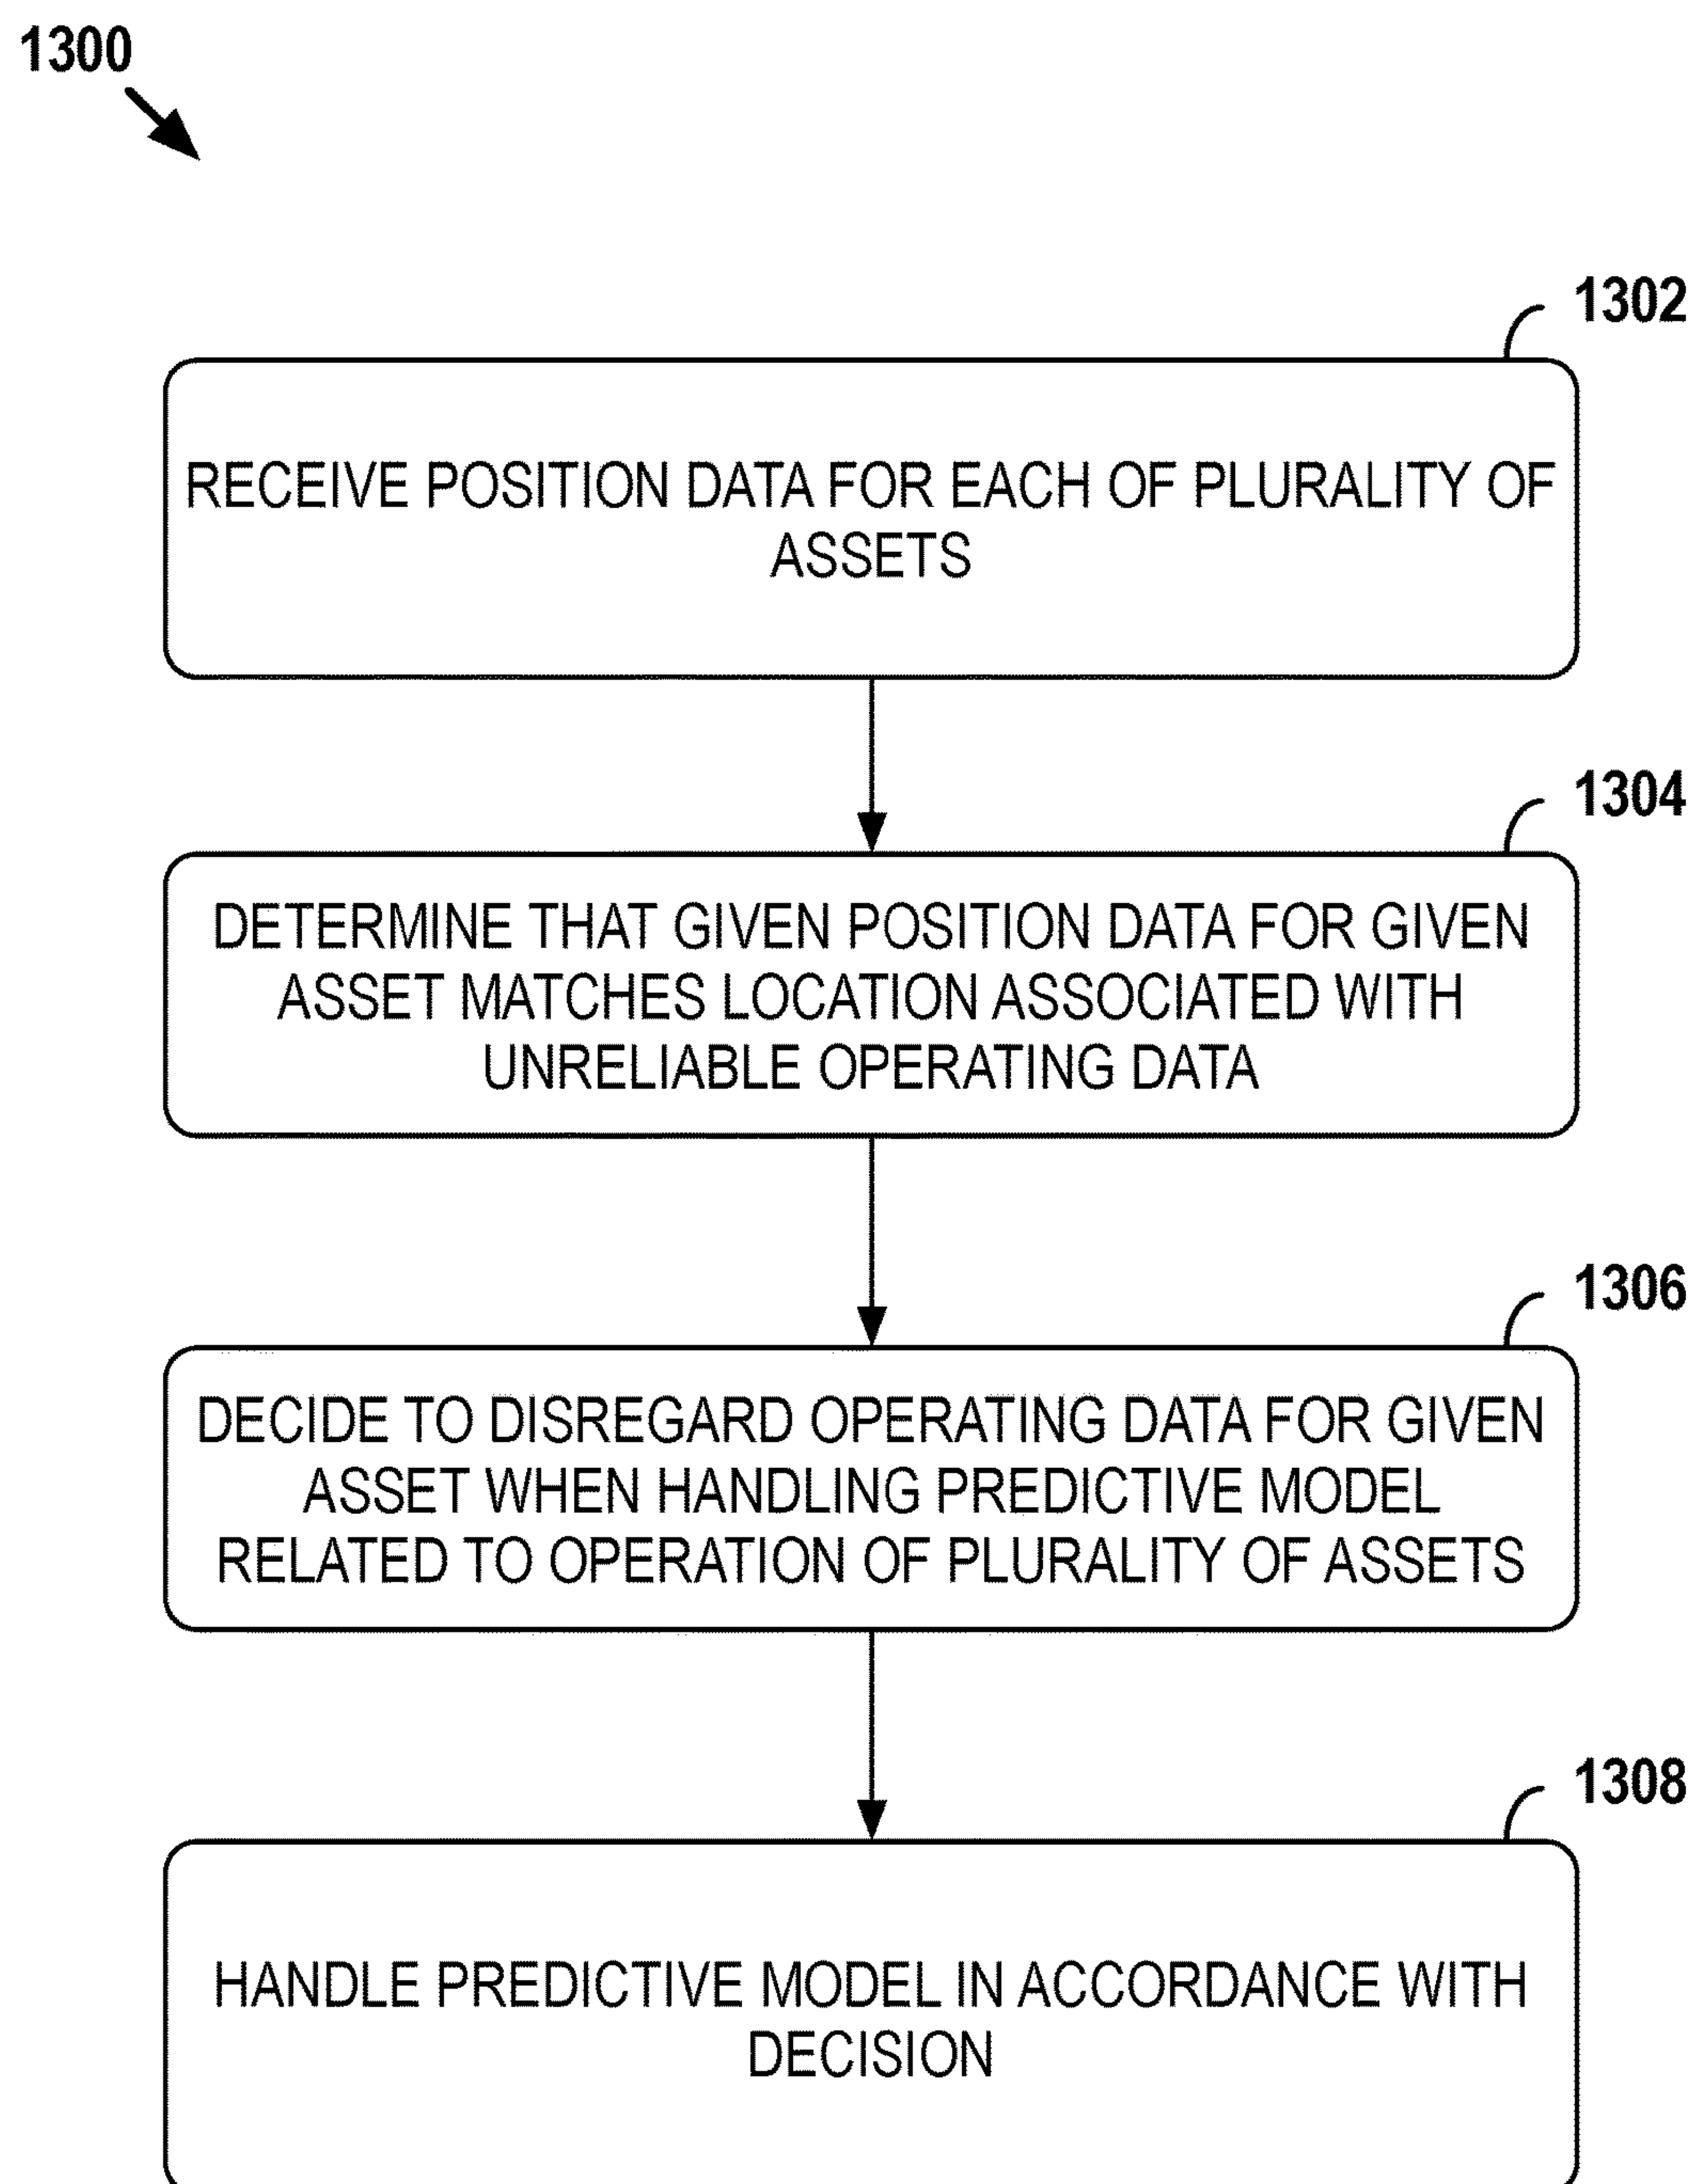 1300
1302
RECEIVE POSITION DATA FOR EACH OF PLURALITY OF
ASSETS
1304
DETERMINE THAT GIVEN POSITION DATA FOR GIVEN
ASSET MATCHES LOCATION ASSOCIATED WITH
UNRELIABLE OPERATING DATA
1306
DECIDE TO DISREGARD OPERATING DATA FOR GIVEN
ASSET WHEN HANDLING PREDICTIVE MODEL
RELATED TO OPERATION OF PLURALITY OF ASSETS
1308
HANDLE PREDICTIVE MODEL IN ACCORDANCE WITH
DECISION